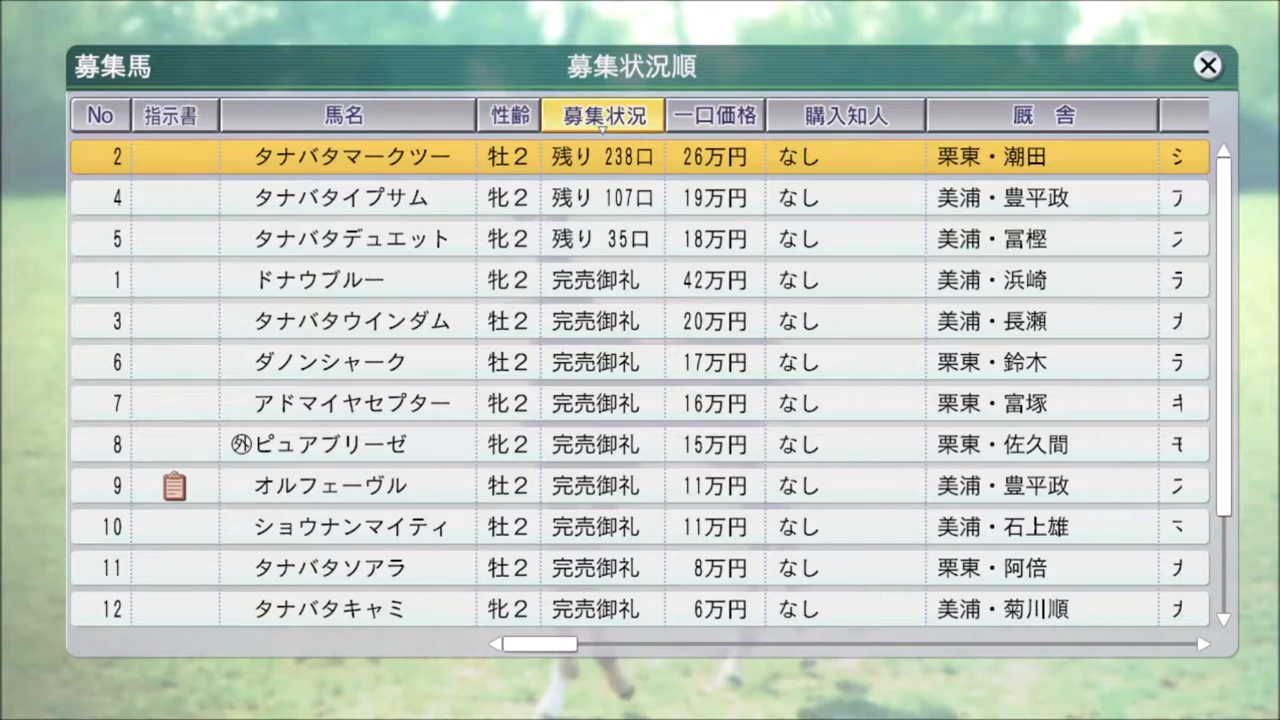 募集馬 募集状況順
No 指示書 馬名 性齢 募集状況 一口価格 購入知人 厩 舎
2 タナバタマークツー 牡2 残り 238口 26万円 なし 栗東・潮田 シ
4 タナバタイプサム 牝2 残り 107口 19万円 なし 美浦・豊平政
5 タナバタデュエット 牝2 残り 35口 18万円 なし 美浦・冨樫
1 ドナウブルー 牝2 完売御礼 42万円 なし 美浦・浜崎 ラ
3 タナバタウインダム 牡2 完売御礼 20万円 なし 美浦・長瀬
6 ダノンシャーク 牡2 完売御礼 17万円 なし 栗東・鈴木 ラ
7 アドマイヤセプター 牝2 完売御礼 16万円 なし 栗東・富塚
8 外ピュアブリーゼ 牝2 完売御礼 15万円 なし 栗東・佐久間
9 オルフェーヴル 牡2 完売御礼 11万円 なし 美浦・豊平政
10 ショウナンマイティ 牡2 完売御礼 11万円 なし 美浦・石上雄
11 タナバタソアラ 牡2 完売御礼 8万円 なし 栗東・阿倍
12 タナバタキャミ 牝2 完売御礼 6万円 なし 美浦・菊川順